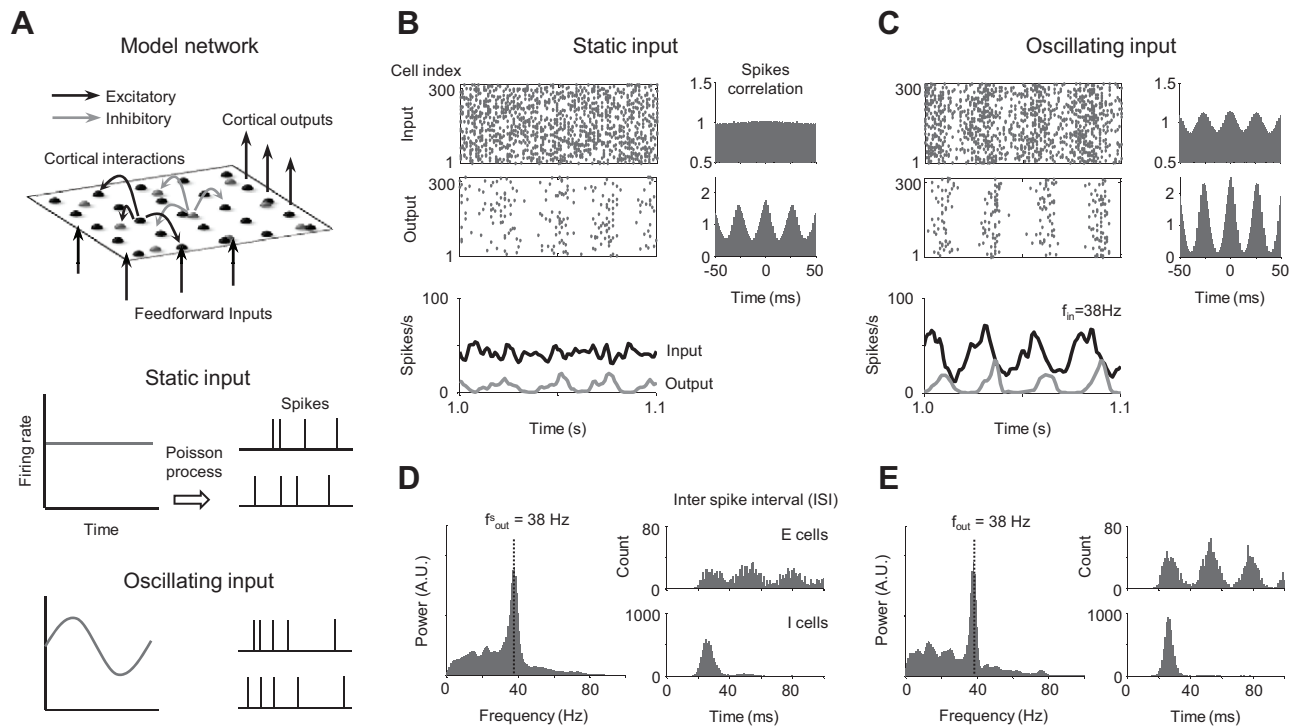 A
Model network
Excitatory
Inhibitory
Cortical outputs
Cortical interactions
Feedforward Inputs
Static input
Firing rate
Time
Poisson
process
Spikes
Oscillating input
B
Static input
Cell index
300
Input
1
300
Output
1
Spikes
correlation
1.5
1
0.5
2
1
0
-50
0
50
Time (ms)
100
Spikes/s
0
Input
Output
1.0
1.1
Time (s)
C
Oscillating input
300
1
300
1
1.5
1
0.5
2
1
0
-50
0
50
Time (ms)
100
Spikes/s
0
fin=38Hz
1.0
1.1
Time (s)
D
fsout = 38 Hz
Power (A.U.)
0
40
80
Frequency (Hz)
Inter spike interval (ISI)
80
Count
0
E cells
1000
0
I cells
0
40
80
Time (ms)
E
fout = 38 Hz
Power (A.U.)
0
40
80
Frequency (Hz)
80
Count
0
1000
0
0
40
80
Time (ms)